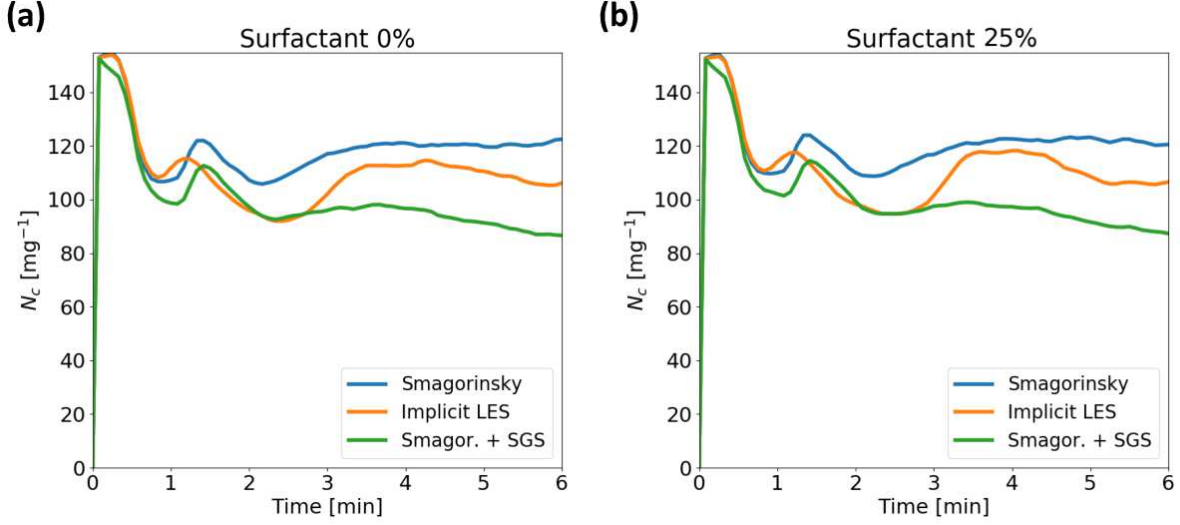 (a)
Surfactant 0%
N_c [mg⁻¹]
140
120
100
80
60
40
20
0
Smagorinsky
Implicit LES
Smagor. + SGS
0 1 2 3 4 5 6
Time [min]
(b)
Surfactant 25%
N_c [mg⁻¹]
140
120
100
80
60
40
20
0
Smagorinsky
Implicit LES
Smagor. + SGS
0 1 2 3 4 5 6
Time [min]